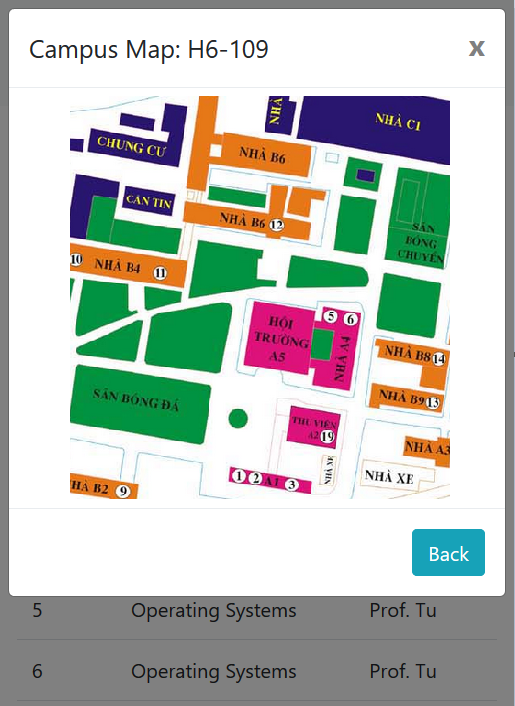 Campus Map: H6-109
x
NHÀ
NHÀ C1
CHUNG CƯ
NHÀ B6
CĂN TIN
NHÀ B6 12
SÂN
BÓNG
CHUYỀN
10 NHÀ B4 11
5 6
HỘI
TRƯỜNG
A5
NHÀ A4
NHÀ B8 14
NHÀ B9 13
SÂN BÓNG ĐÁ
THƯ VIỆN
A2 19
NHÀ A3
NHÀ XE
NHÀ XE
1 2 A1 3
HÀ B2 9
Back
5 Operating Systems Prof. Tu
6 Operating Systems Prof. Tu